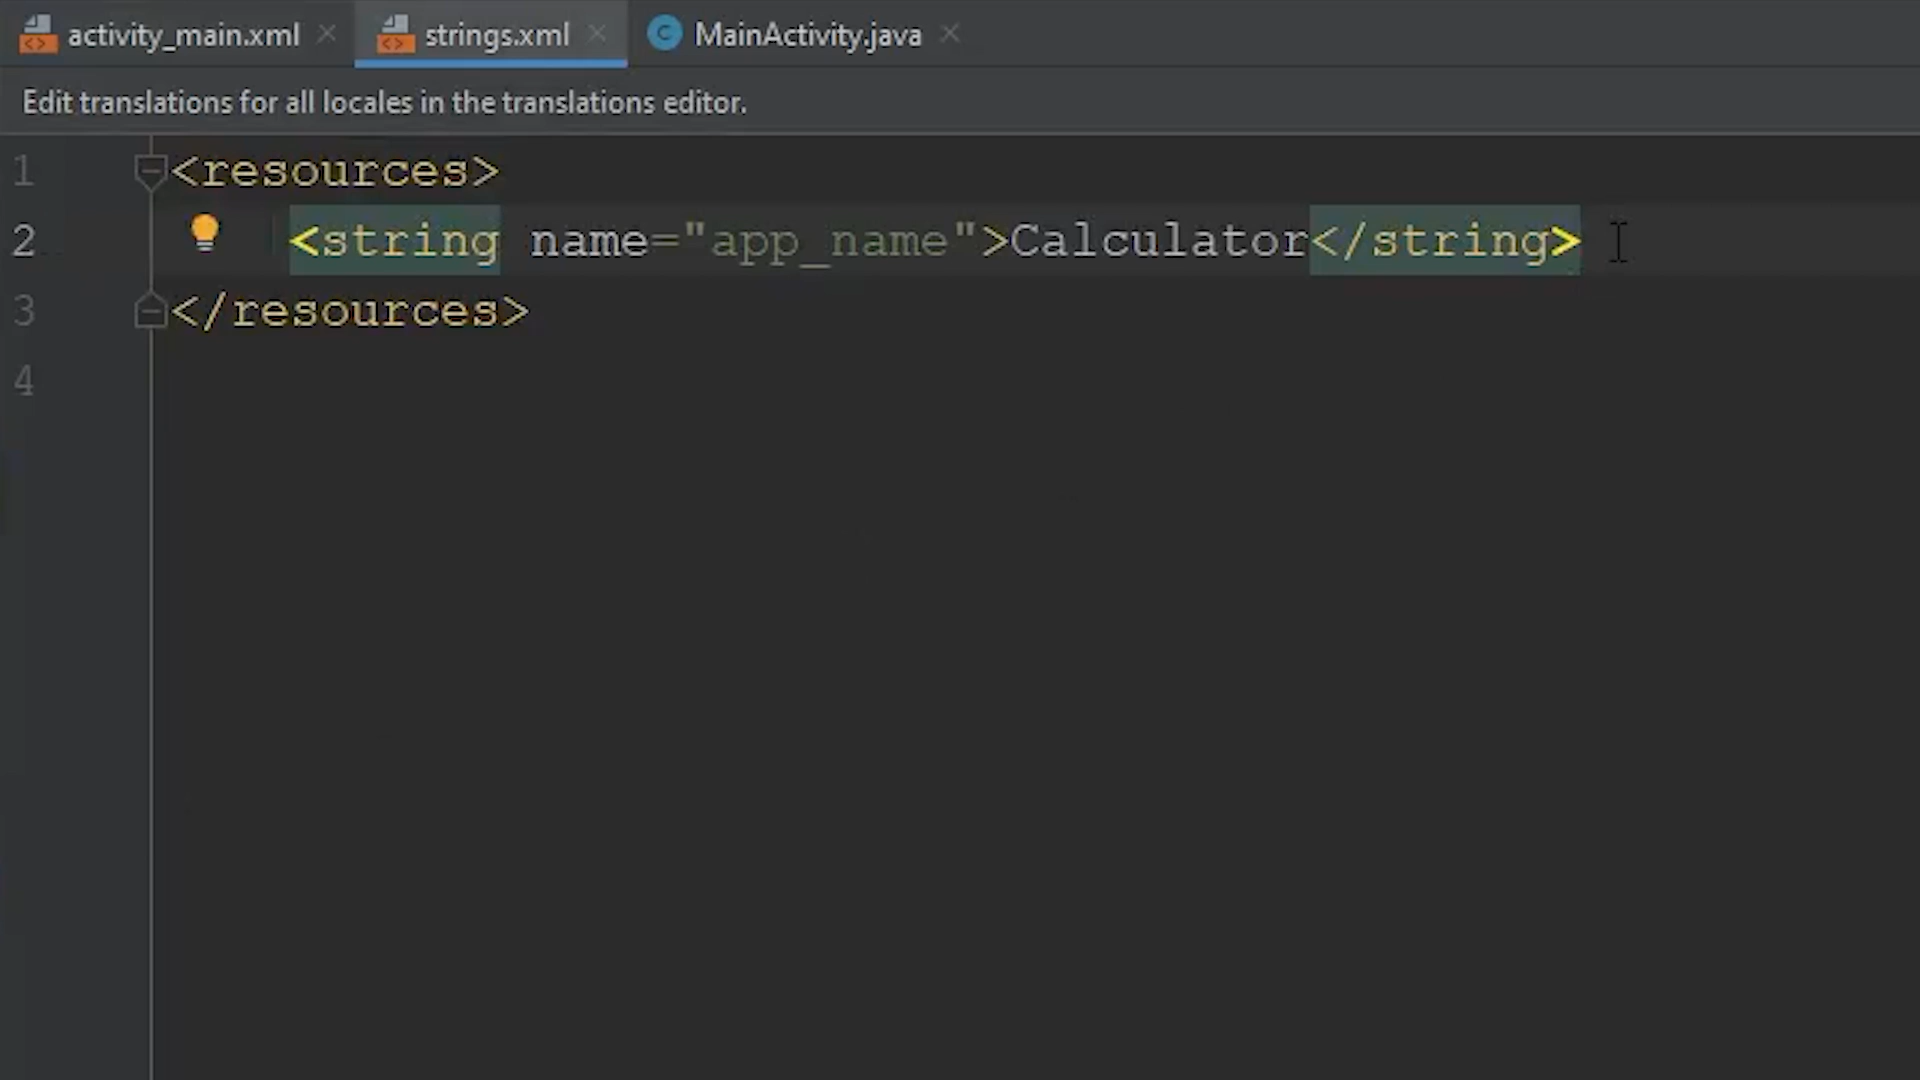 activity_main.xml strings.xml MainActivity.java
Edit translations for all locales in the translations editor.
1 <resources>
2 <string name="app_name">Calculator</string>
3 </resources>
4